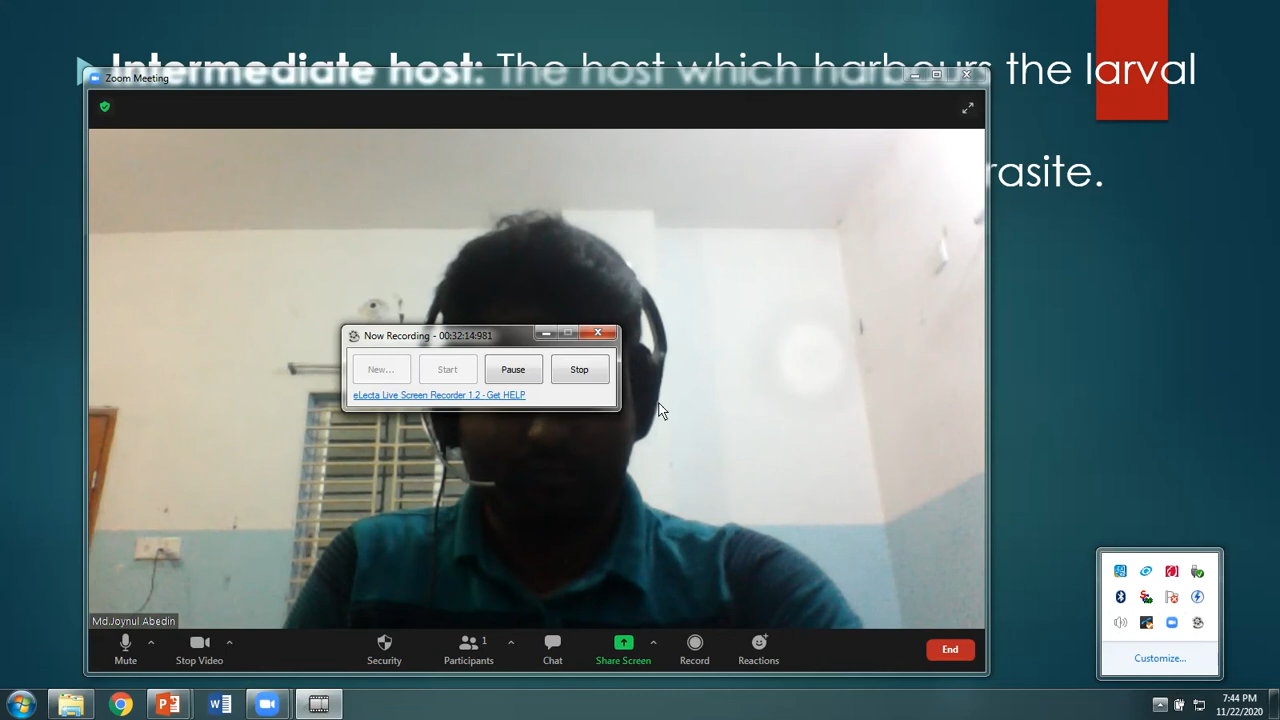 Intermediate host: The host which harbours the larval
rasite.
Zoom Meeting
Now Recording - 00:32:14:981
New...
Start
Pause
Stop
eLecta Live Screen Recorder 1.2 - Get HELP
Md.Joynul Abedin
Mute
Stop Video
Security
1
Participants
Chat
Share Screen
Record
Reactions
End
Customize...
7:44 PM
11/22/2020